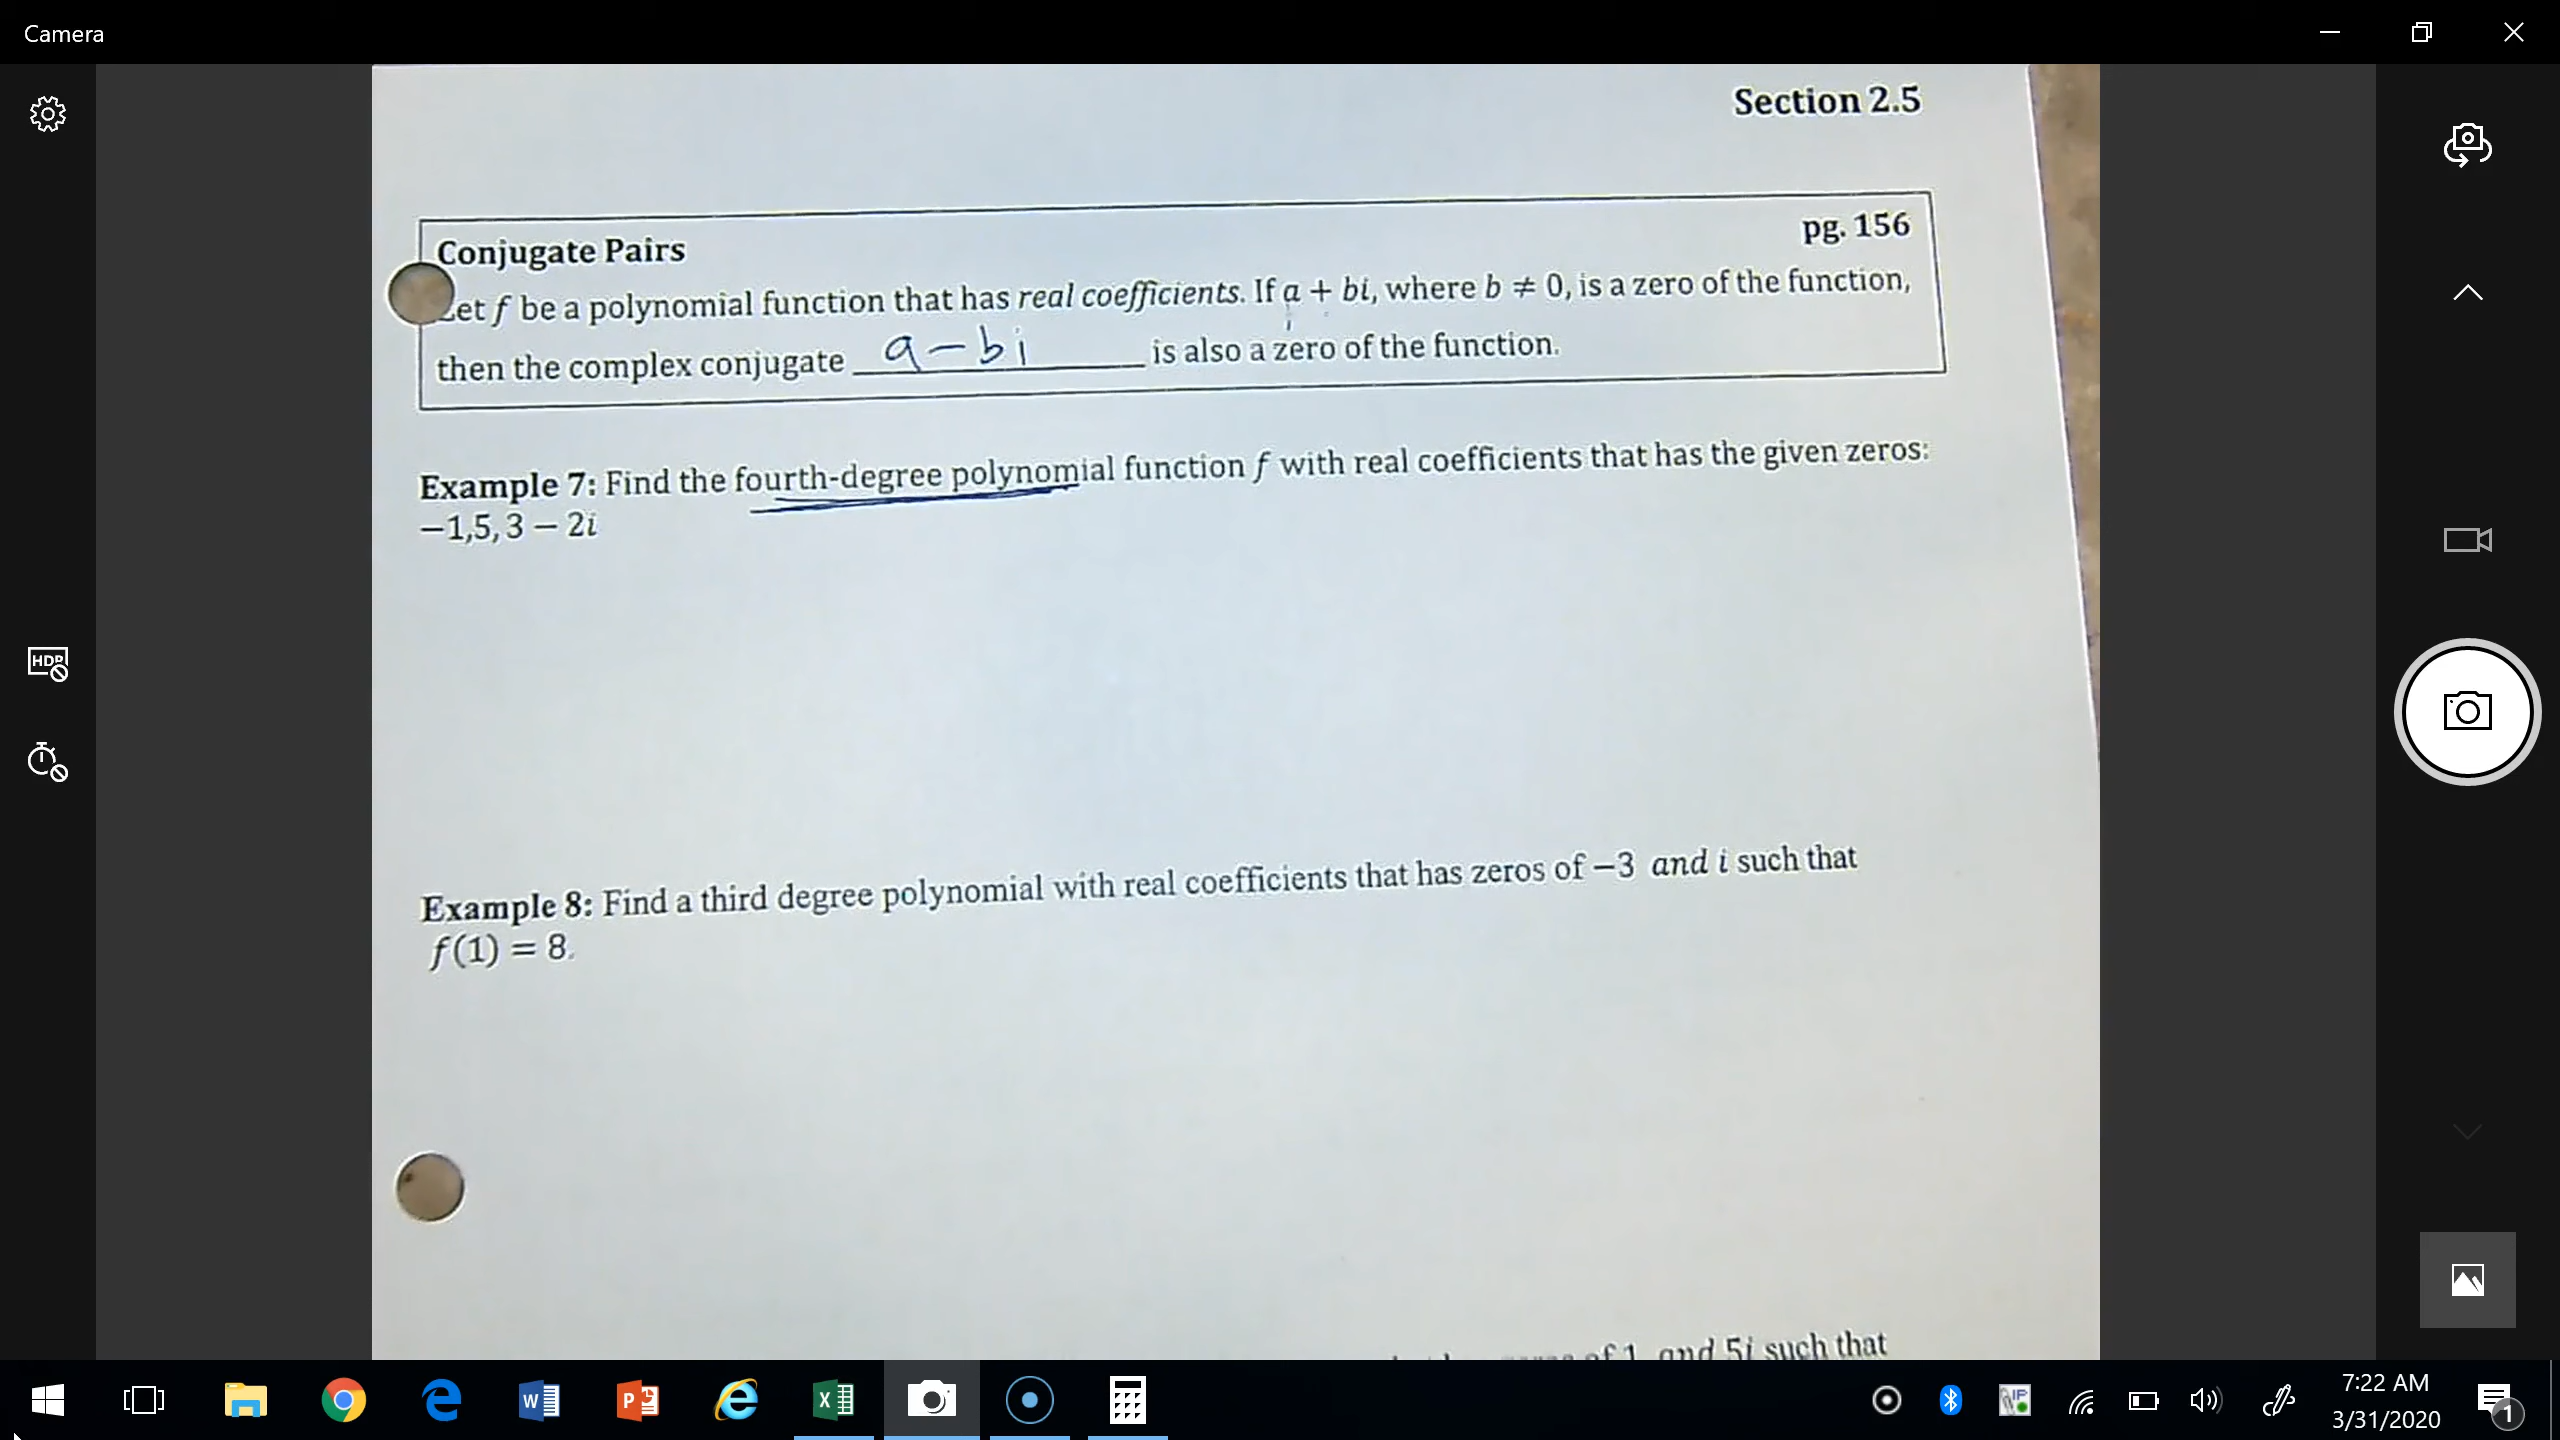 Camera
Section 2.5
Conjugate Pairs pg. 156
Let f be a polynomial function that has real coefficients. If a + bi, where b ≠ 0, is a zero of the function,
then the complex conjugate a - bi is also a zero of the function.
Example 7: Find the fourth-degree polynomial function f with real coefficients that has the given zeros:
−1,5, 3 − 2i
Example 8: Find a third degree polynomial with real coefficients that has zeros of −3 and i such that
f(1) = 8.
of 1 and 5i such that
HDR
7:22 AM
3/31/2020
1